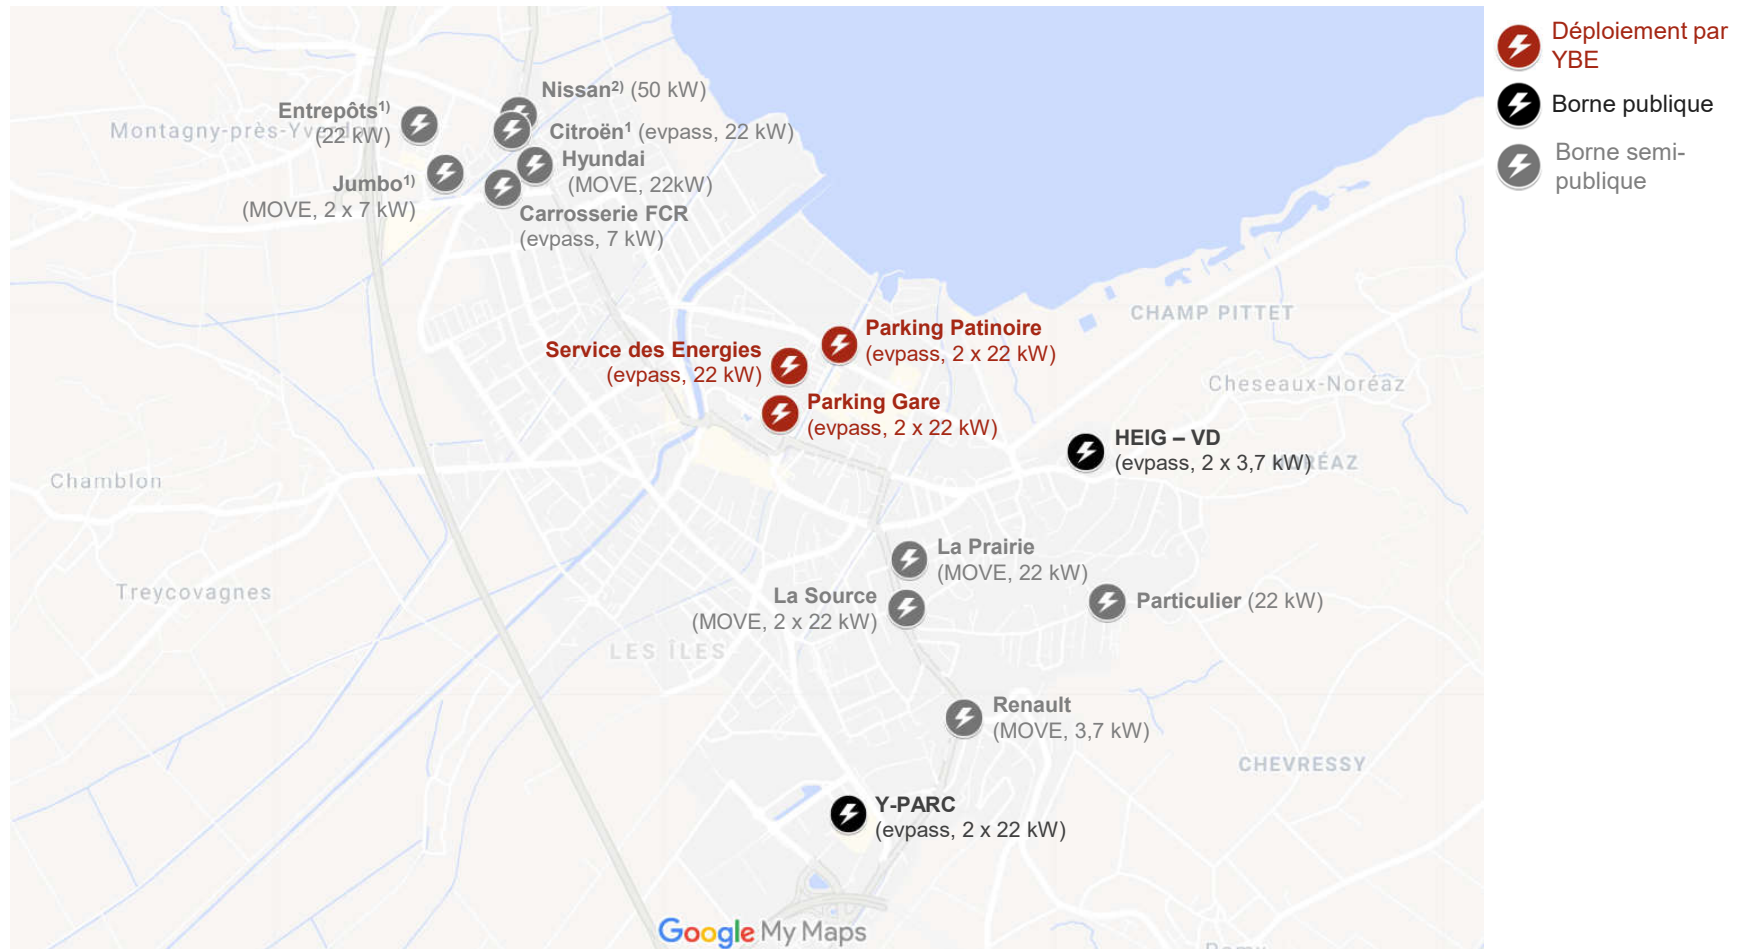 Déploiement par
YBE
Borne publique
Borne semi-
publique
Nissan²⁾ (50 kW)
Entrepôts¹⁾
(22 kW)
Montagny-près-Yv
Citroën¹ (evpass, 22 kW)
Hyundai
(MOVE, 22kW)
Jumbo¹⁾
(MOVE, 2 x 7 kW)
Carrosserie FCR
(evpass, 7 kW)
CHAMP PITTET
Parking Patinoire
(evpass, 2 x 22 kW)
Service des Energies
(evpass, 22 kW)
Cheseaux-Noréaz
Parking Gare
(evpass, 2 x 22 kW)
HEIG – VD
(evpass, 2 x 3,7 kW)
RÉAZ
Chamblon
La Prairie
(MOVE, 22 kW)
Treycovagnes
La Source
(MOVE, 2 x 22 kW)
Particulier (22 kW)
LES ÎLES
Renault
(MOVE, 3,7 kW)
CHEVRESSY
Y-PARC
(evpass, 2 x 22 kW)
Google My Maps